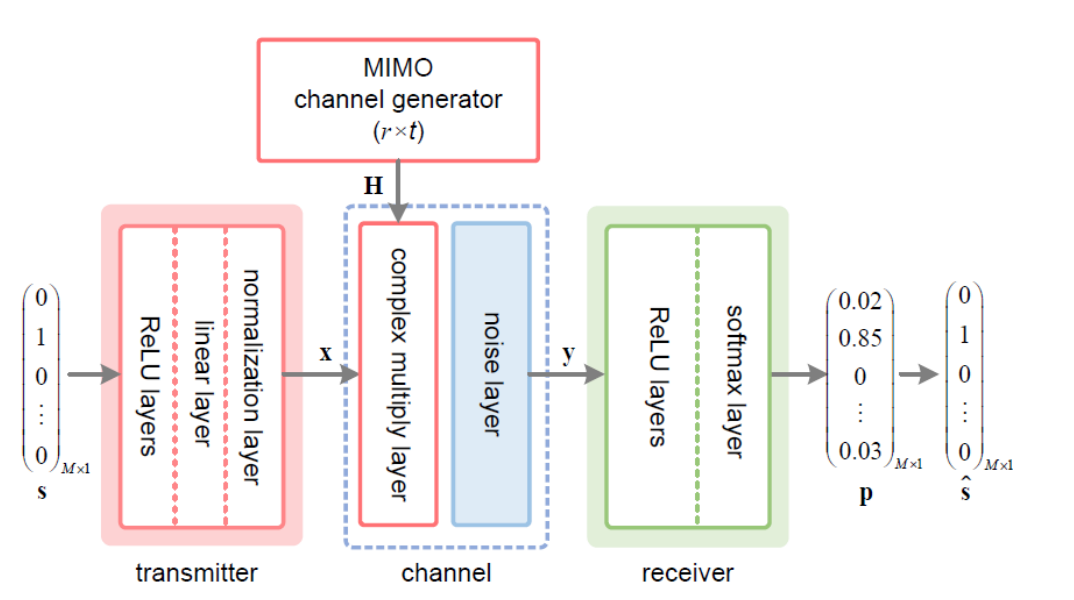 MIMO
channel generator
(r×t)
H
0
1
0
⋮
0
M×1
s
ReLU layers
linear layer
normalization layer
x
complex multiply layer
noise layer
y
ReLU layers
softmax layer
0.02
0.85
0
⋮
0.03
M×1
p
0
1
0
⋮
0
M×1
ŝ
transmitter
channel
receiver